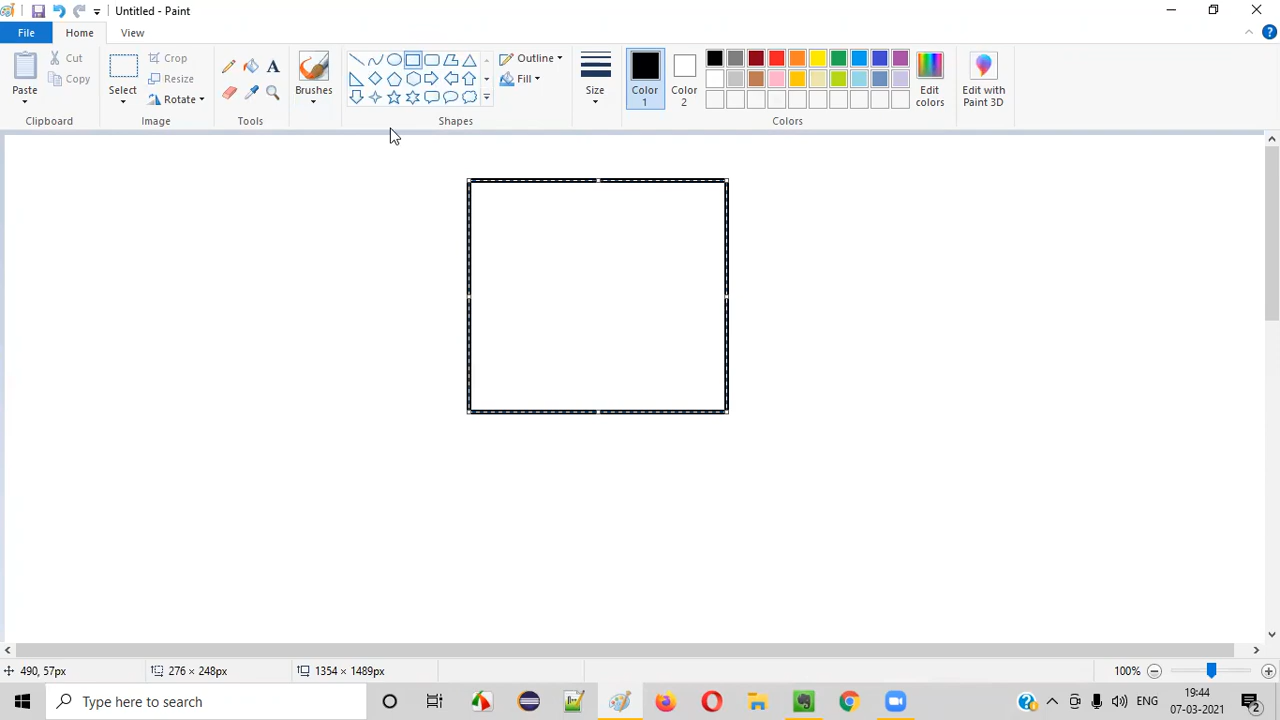 Untitled - Paint
File Home View
Paste
Cut
Copy
Clipboard
Select
Crop
Resize
Rotate
Image
Tools
Brushes
Shapes
Outline
Fill
Size
Color 1
Color 2
Colors
Edit colors
Edit with Paint 3D
490, 57px
276 × 248px
1354 × 1489px
100%
Type here to search
ENG
19:44
07-03-2021
2